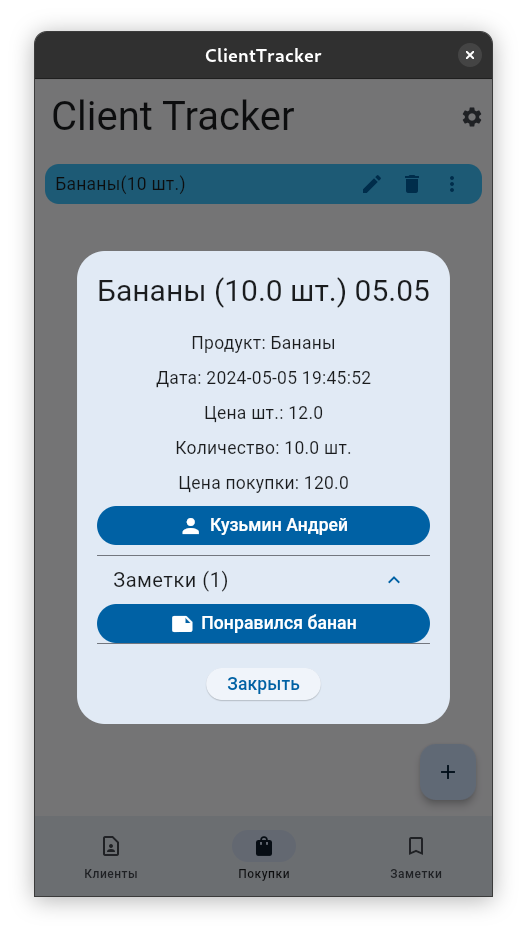 ClientTracker
Client Tracker
Бананы(10 шт.)
Бананы (10.0 шт.) 05.05
Продукт: Бананы
Дата: 2024-05-05 19:45:52
Цена шт.: 12.0
Количество: 10.0 шт.
Цена покупки: 120.0
Кузьмин Андрей
Заметки (1)
Понравился банан
Закрыть
Клиенты Покупки Заметки